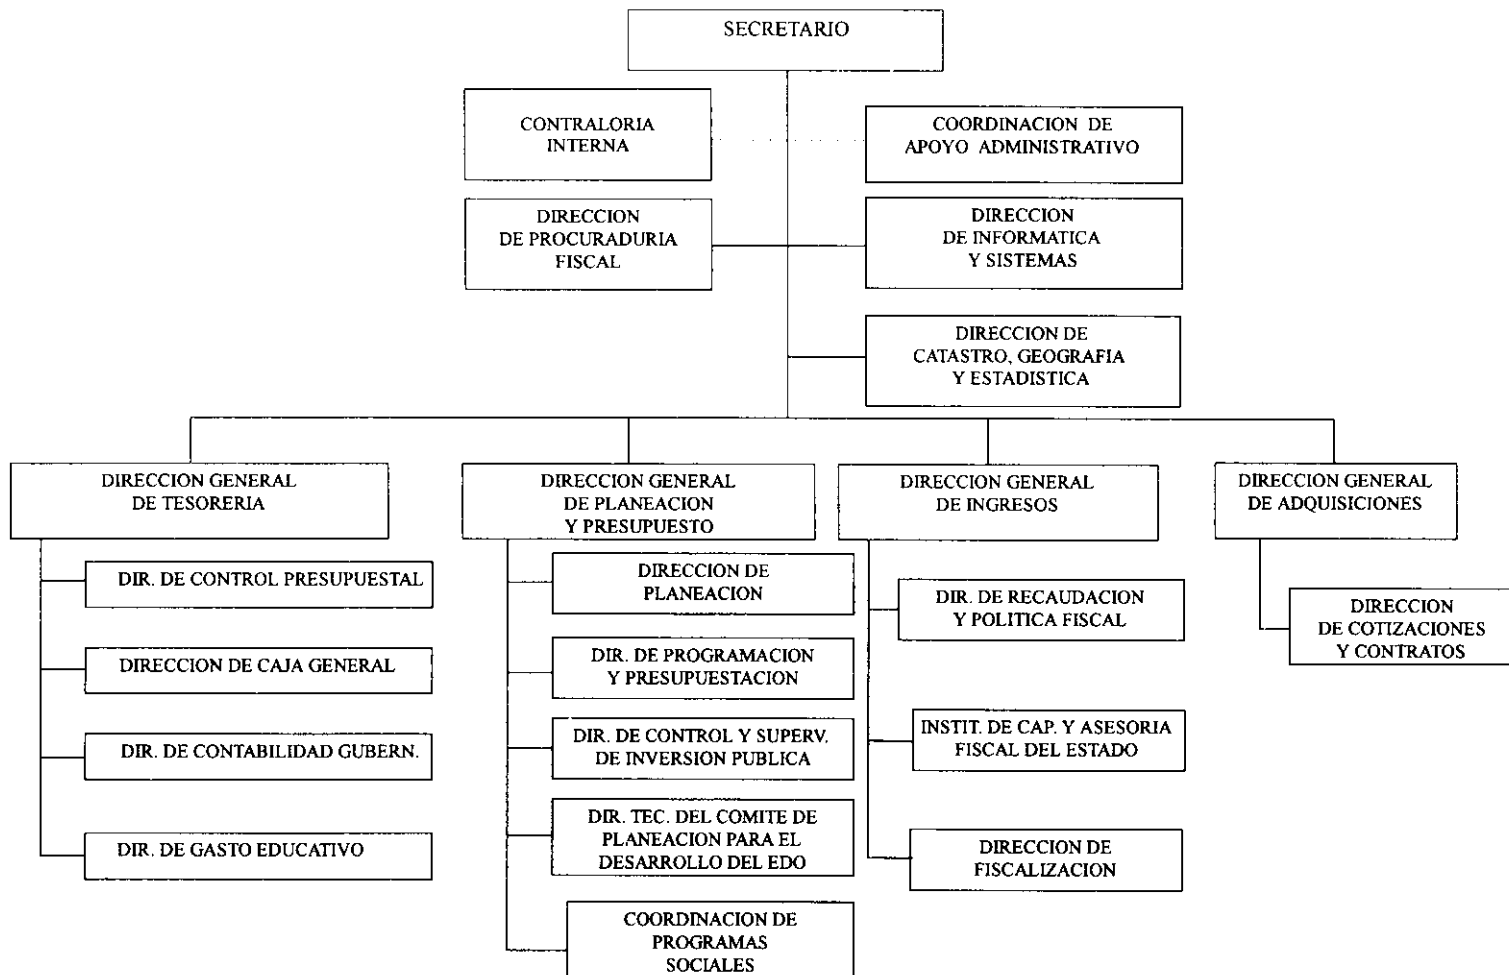 SECRETARIO
CONTRALORIA
INTERNA
COORDINACION DE
APOYO ADMINISTRATIVO
DIRECCION
DE PROCURADURIA
FISCAL
DIRECCION
DE INFORMATICA
Y SISTEMAS
DIRECCION DE
CATASTRO, GEOGRAFIA
Y ESTADISTICA
DIRECCION GENERAL
DE TESORERIA
DIRECCION GENERAL
DE PLANEACION
Y PRESUPUESTO
DIRECCION GENERAL
DE INGRESOS
DIRECCION GENERAL
DE ADQUISICIONES
DIR. DE CONTROL PRESUPUESTAL
DIRECCION DE CAJA GENERAL
DIR. DE CONTABILIDAD GUBERN.
DIR. DE GASTO EDUCATIVO
DIRECCION DE
PLANEACION
DIR. DE PROGRAMACION
Y PRESUPUESTACION
DIR. DE CONTROL Y SUPERV.
DE INVERSION PUBLICA
DIR. TEC. DEL COMITE DE
PLANEACION PARA EL
DESARROLLO DEL EDO
COORDINACION DE
PROGRAMAS
SOCIALES
DIR. DE RECAUDACION
Y POLITICA FISCAL
INSTIT. DE CAP. Y ASESORIA
FISCAL DEL ESTADO
DIRECCION DE
FISCALIZACION
DIRECCION
DE COTIZACIONES
Y CONTRATOS